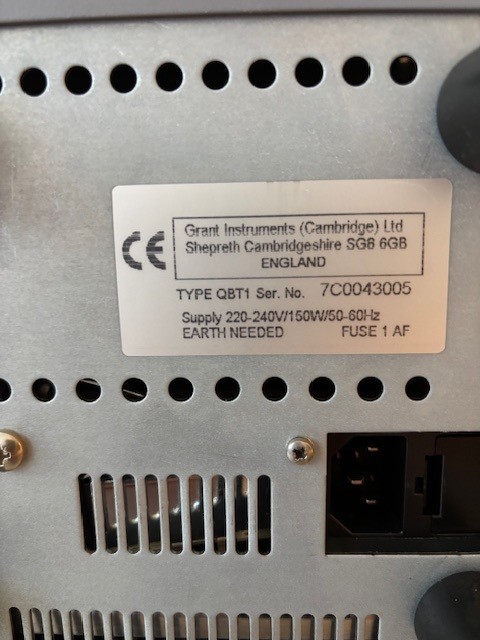 CE
Grant Instruments (Cambridge) Ltd
Shepreth Cambridgeshire SG8 6GB
ENGLAND
TYPE QBT1 Ser. No. 7C0043005
Supply 220-240V/150W/50-60Hz
EARTH NEEDED FUSE 1 AF